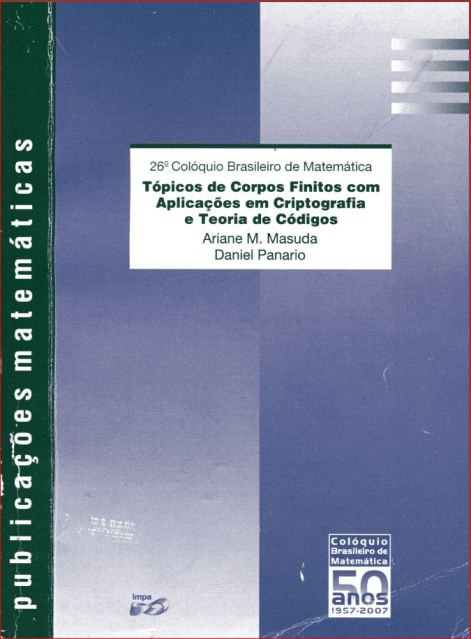 publicações matemáticas
26º Colóquio Brasileiro de Matemática
Tópicos de Corpos Finitos com
Aplicações em Criptografia
e Teoria de Códigos
Ariane M. Masuda
Daniel Panario
impa
Colóquio
Brasileiro de
Matemática
50
anos
1957-2007